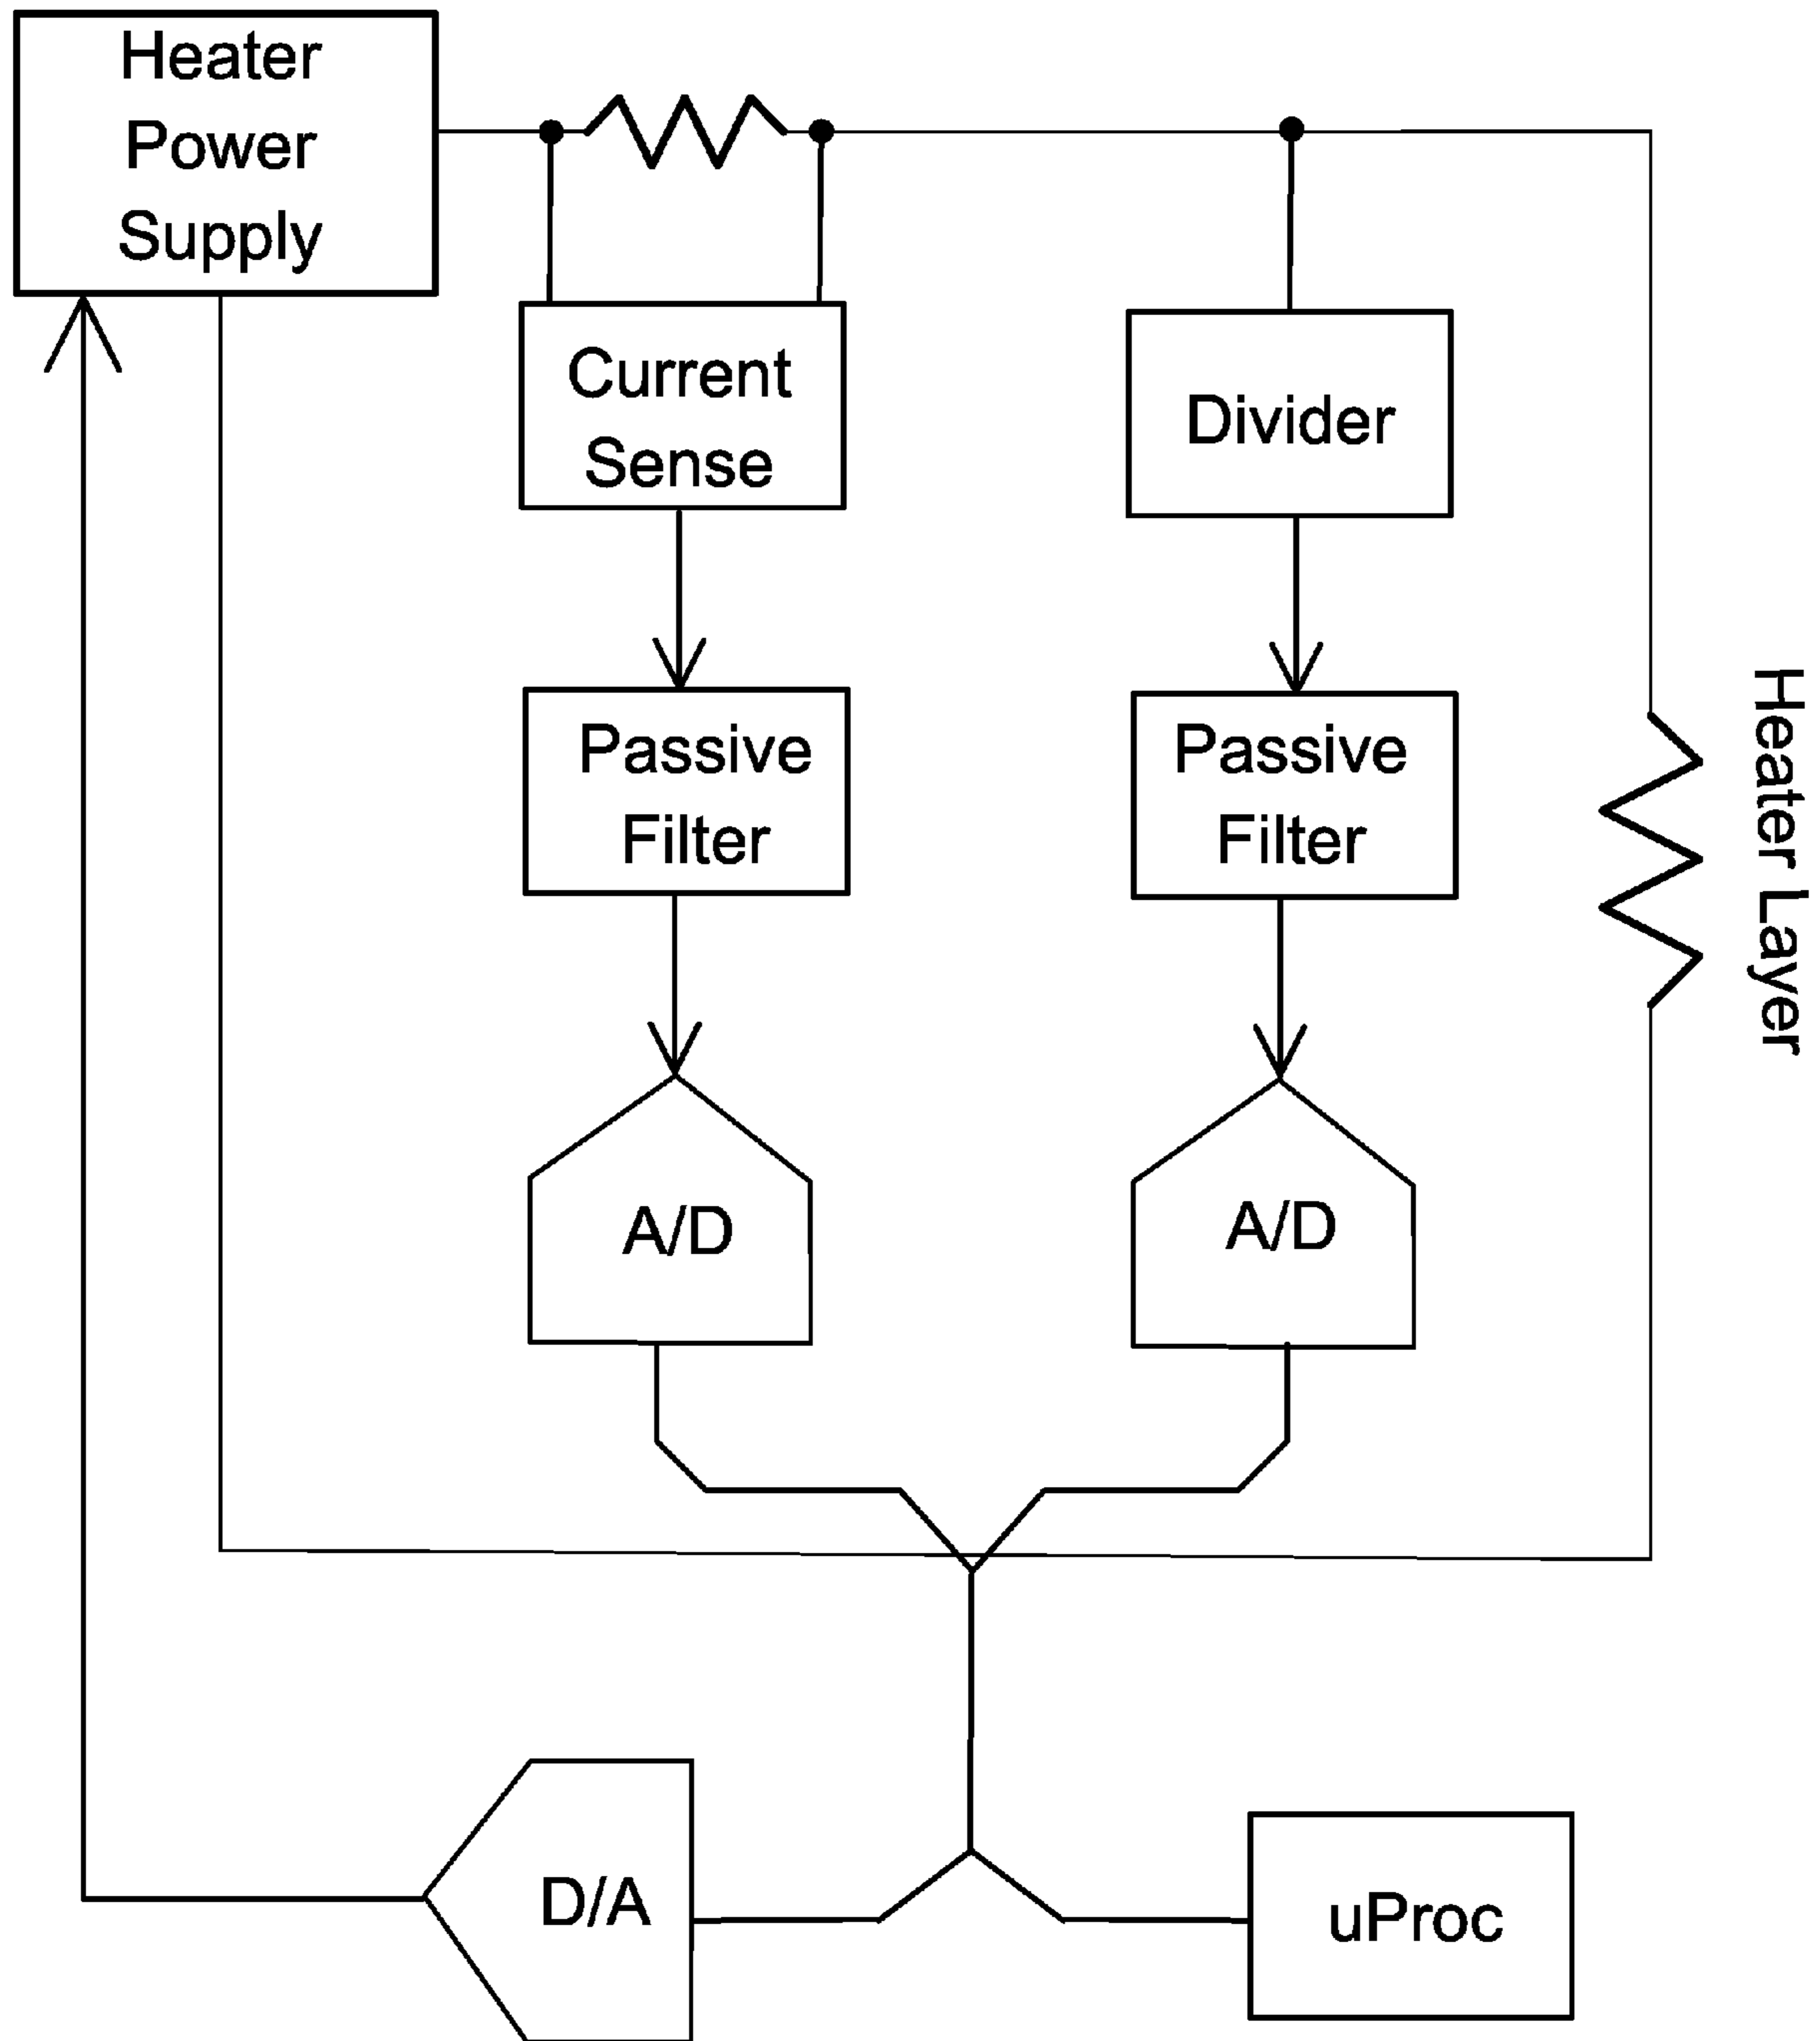 Heater
Power
Supply
Current
Sense
Divider
Passive
Filter
Passive
Filter
Heater Layer
A/D
A/D
D/A
uProc